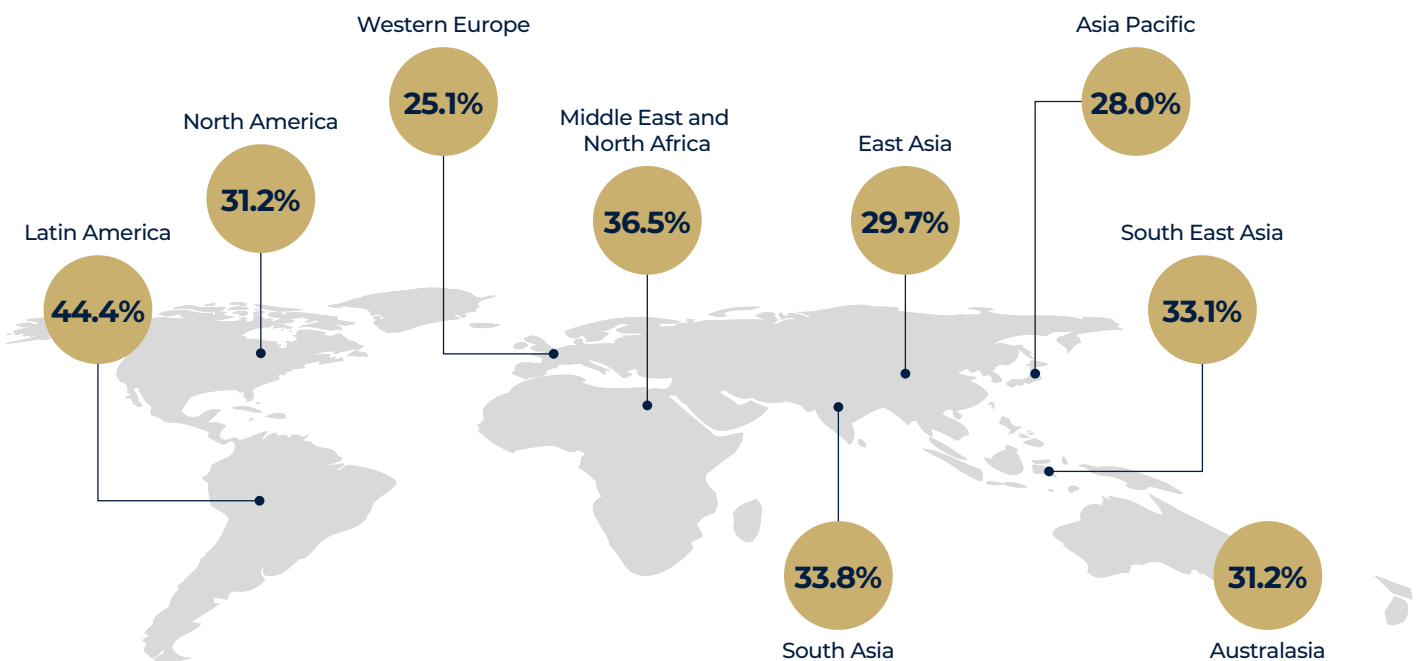 Western Europe
25.1%
Asia Pacific
28.0%
North America
31.2%
Middle East and
North Africa
36.5%
East Asia
29.7%
Latin America
44.4%
South East Asia
33.1%
33.8%
South Asia
31.2%
Australasia